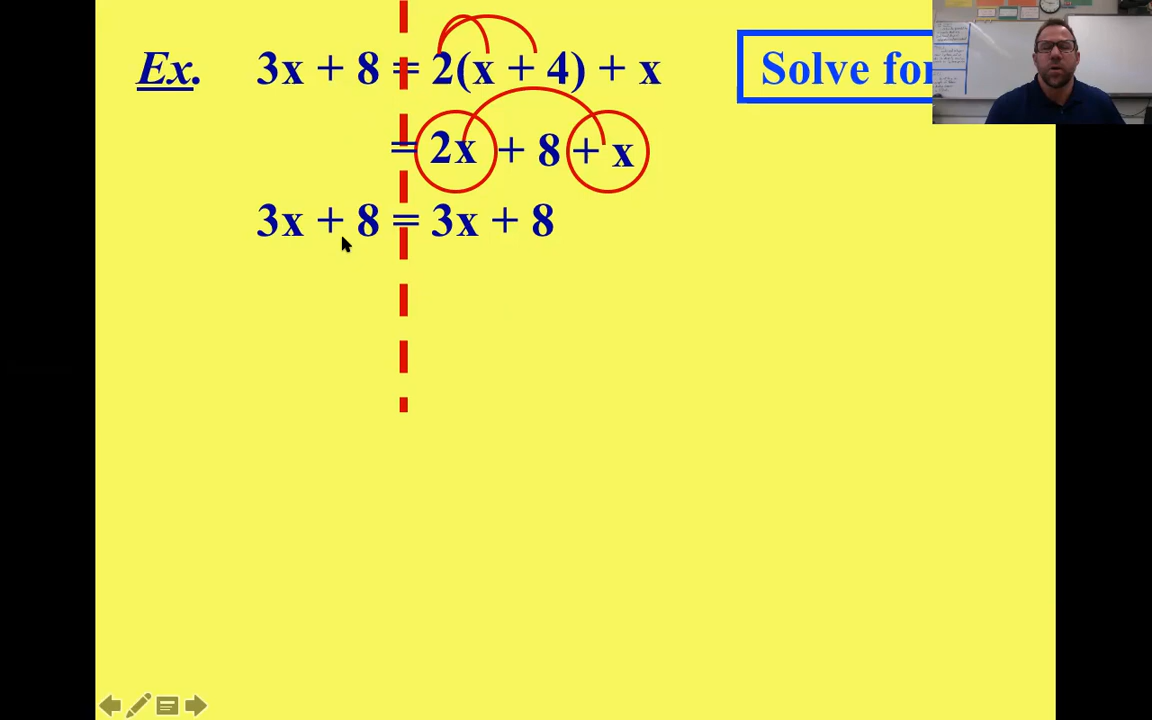 Ex. 3x + 8 = 2(x + 4) + x
Solve for
= 2x + 8 + x
3x + 8 = 3x + 8